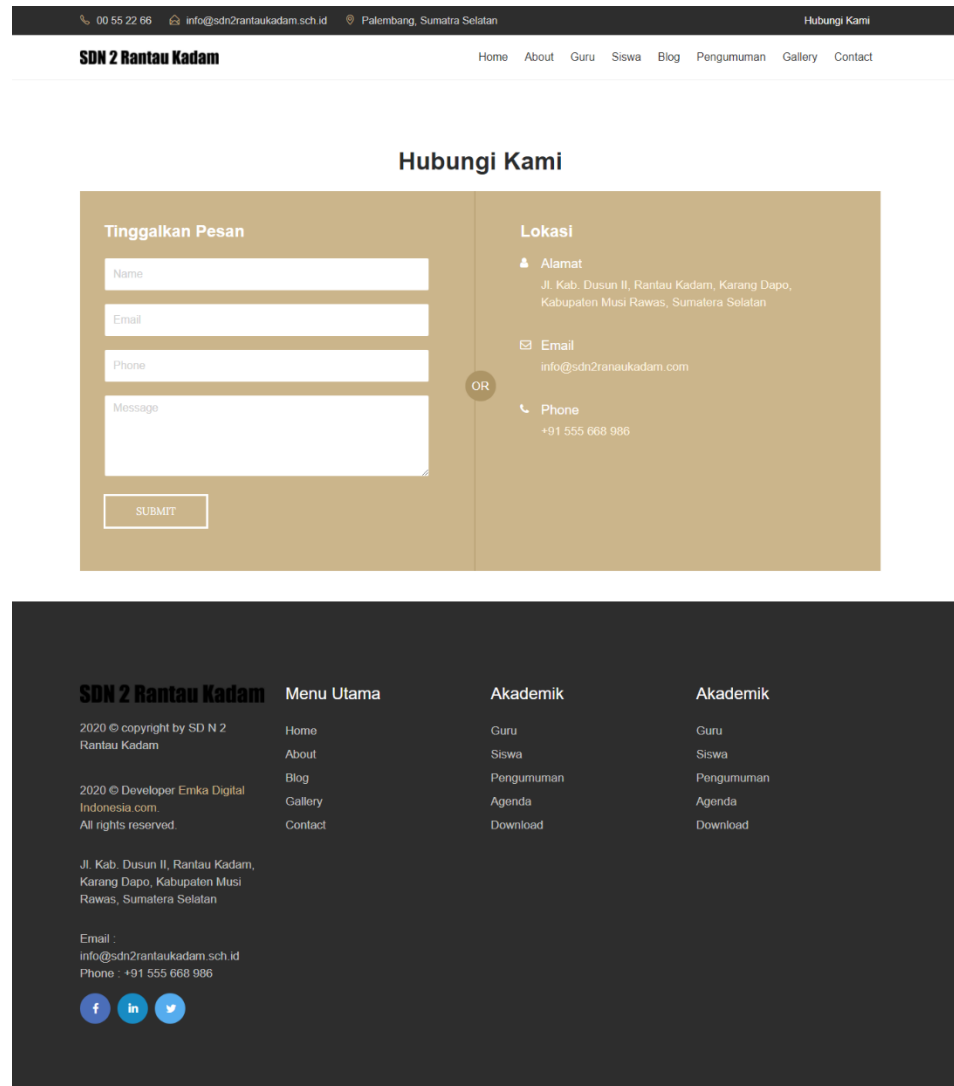 00 55 22 66 info@sdn2rantaukadam.sch.id Palembang, Sumatra Selatan Hubungi Kami
SDN 2 Rantau Kadam Home About Guru Siswa Blog Pengumuman Gallery Contact
Hubungi Kami
Tinggalkan Pesan
Name
Email
Phone
Message
SUBMIT
OR
Lokasi
Alamat
Jl. Kab. Dusun II, Rantau Kadam, Karang Dapo,
Kabupaten Musi Rawas, Sumatera Selatan
Email
info@sdn2ranaukadam.com
Phone
+91 555 668 986
SDN 2 Rantau Kadam
2020 © copyright by SD N 2
Rantau Kadam
2020 © Developer Emka Digital
Indonesia.com.
All rights reserved.
Jl. Kab. Dusun II, Rantau Kadam,
Karang Dapo, Kabupaten Musi
Rawas, Sumatera Selatan
Email :
info@sdn2rantaukadam.sch.id
Phone : +91 555 668 986
Menu Utama
Home
About
Blog
Gallery
Contact
Akademik
Guru
Siswa
Pengumuman
Agenda
Download
Akademik
Guru
Siswa
Pengumuman
Agenda
Download